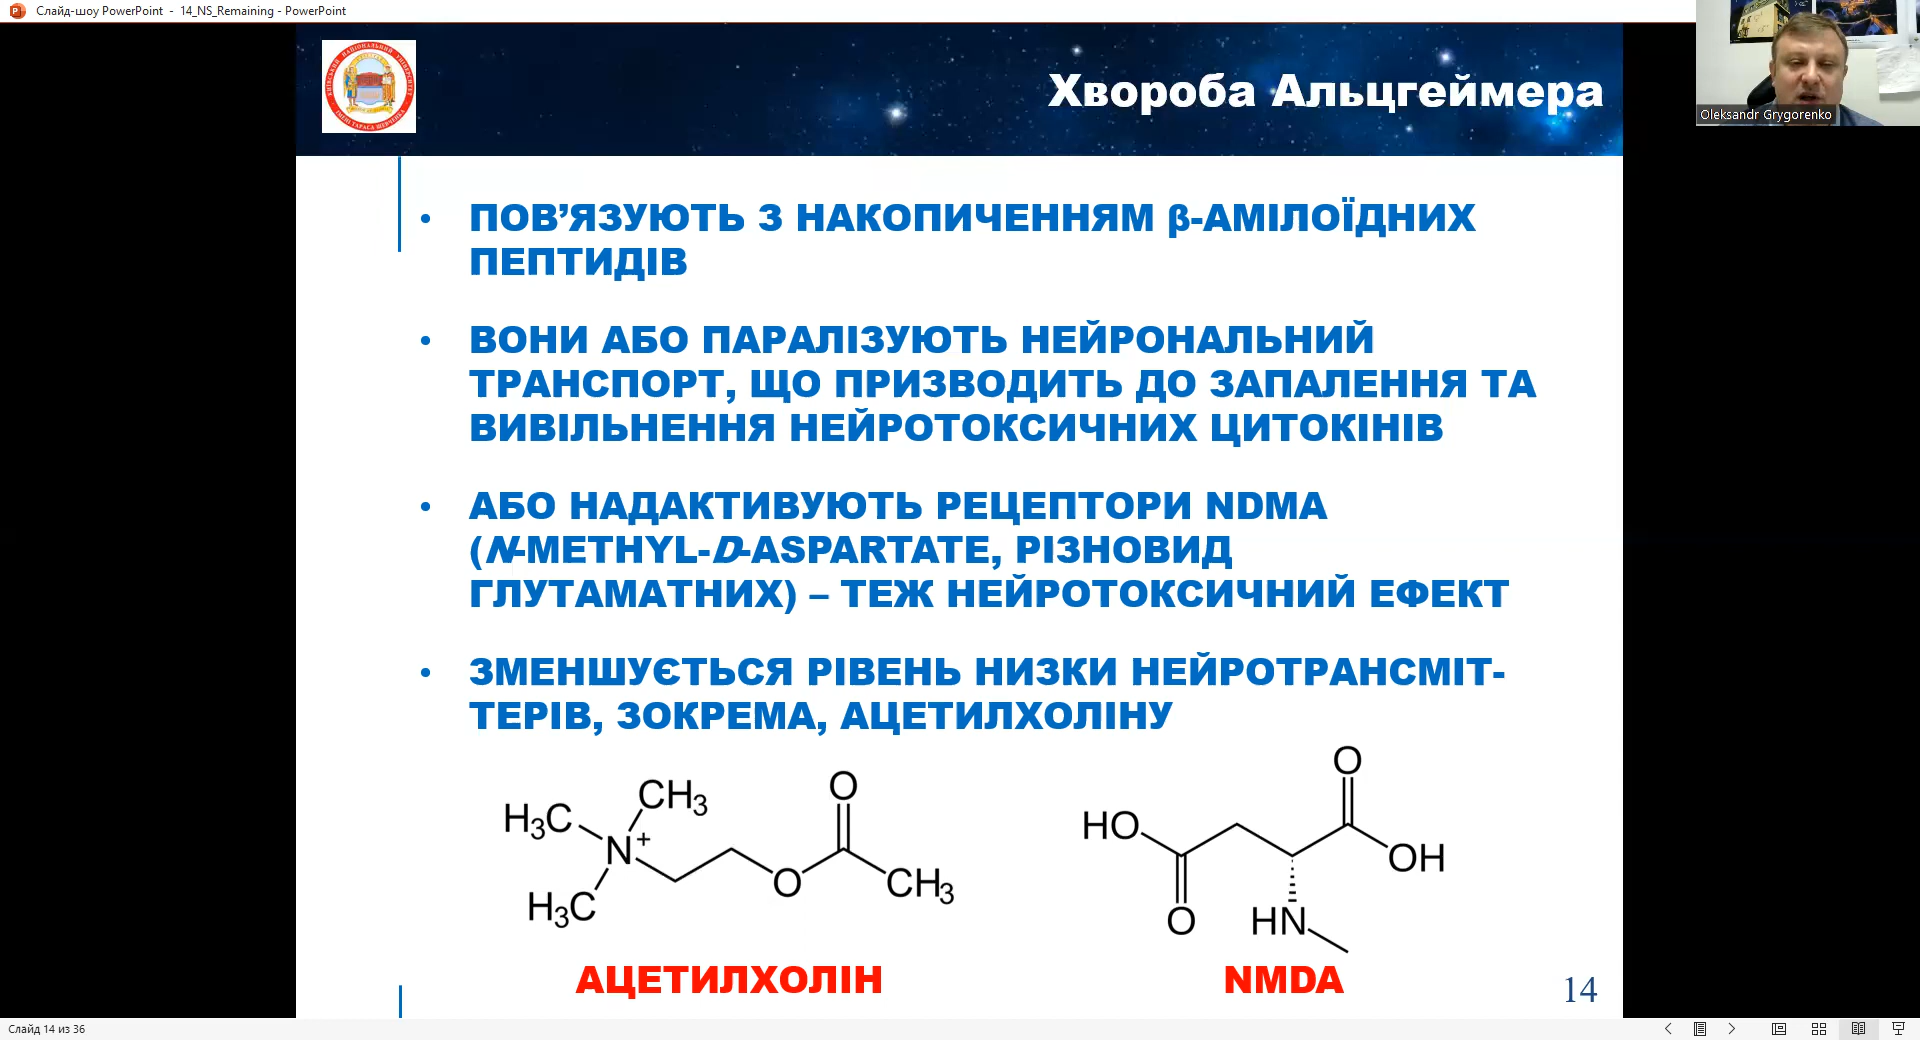 Слайд-шоу PowerPoint - 14_NS_Remaining - PowerPoint
Oleksandr Grygorenko
Хвороба Альцгеймера
• ПОВ’ЯЗУЮТЬ З НАКОПИЧЕННЯМ β-АМІЛОЇДНИХ
ПЕПТИДІВ
• ВОНИ АБО ПАРАЛІЗУЮТЬ НЕЙРОНАЛЬНИЙ
ТРАНСПОРТ, ЩО ПРИЗВОДИТЬ ДО ЗАПАЛЕННЯ ТА
ВИВІЛЬНЕННЯ НЕЙРОТОКСИЧНИХ ЦИТОКІНІВ
• АБО НАДАКТИВУЮТЬ РЕЦЕПТОРИ NDMA
(N-METHYL-D-ASPARTATE, РІЗНОВИД
ГЛУТАМАТНИХ) – ТЕЖ НЕЙРОТОКСИЧНИЙ ЕФЕКТ
• ЗМЕНШУЄТЬСЯ РІВЕНЬ НИЗКИ НЕЙРОТРАНСМІТ-
ТЕРІВ, ЗОКРЕМА, АЦЕТИЛХОЛІНУ
H₃C CH₃ N⁺ H₃C O O CH₃
HO O O OH HN
АЦЕТИЛХОЛІН
NMDA
14
Слайд 14 из 36